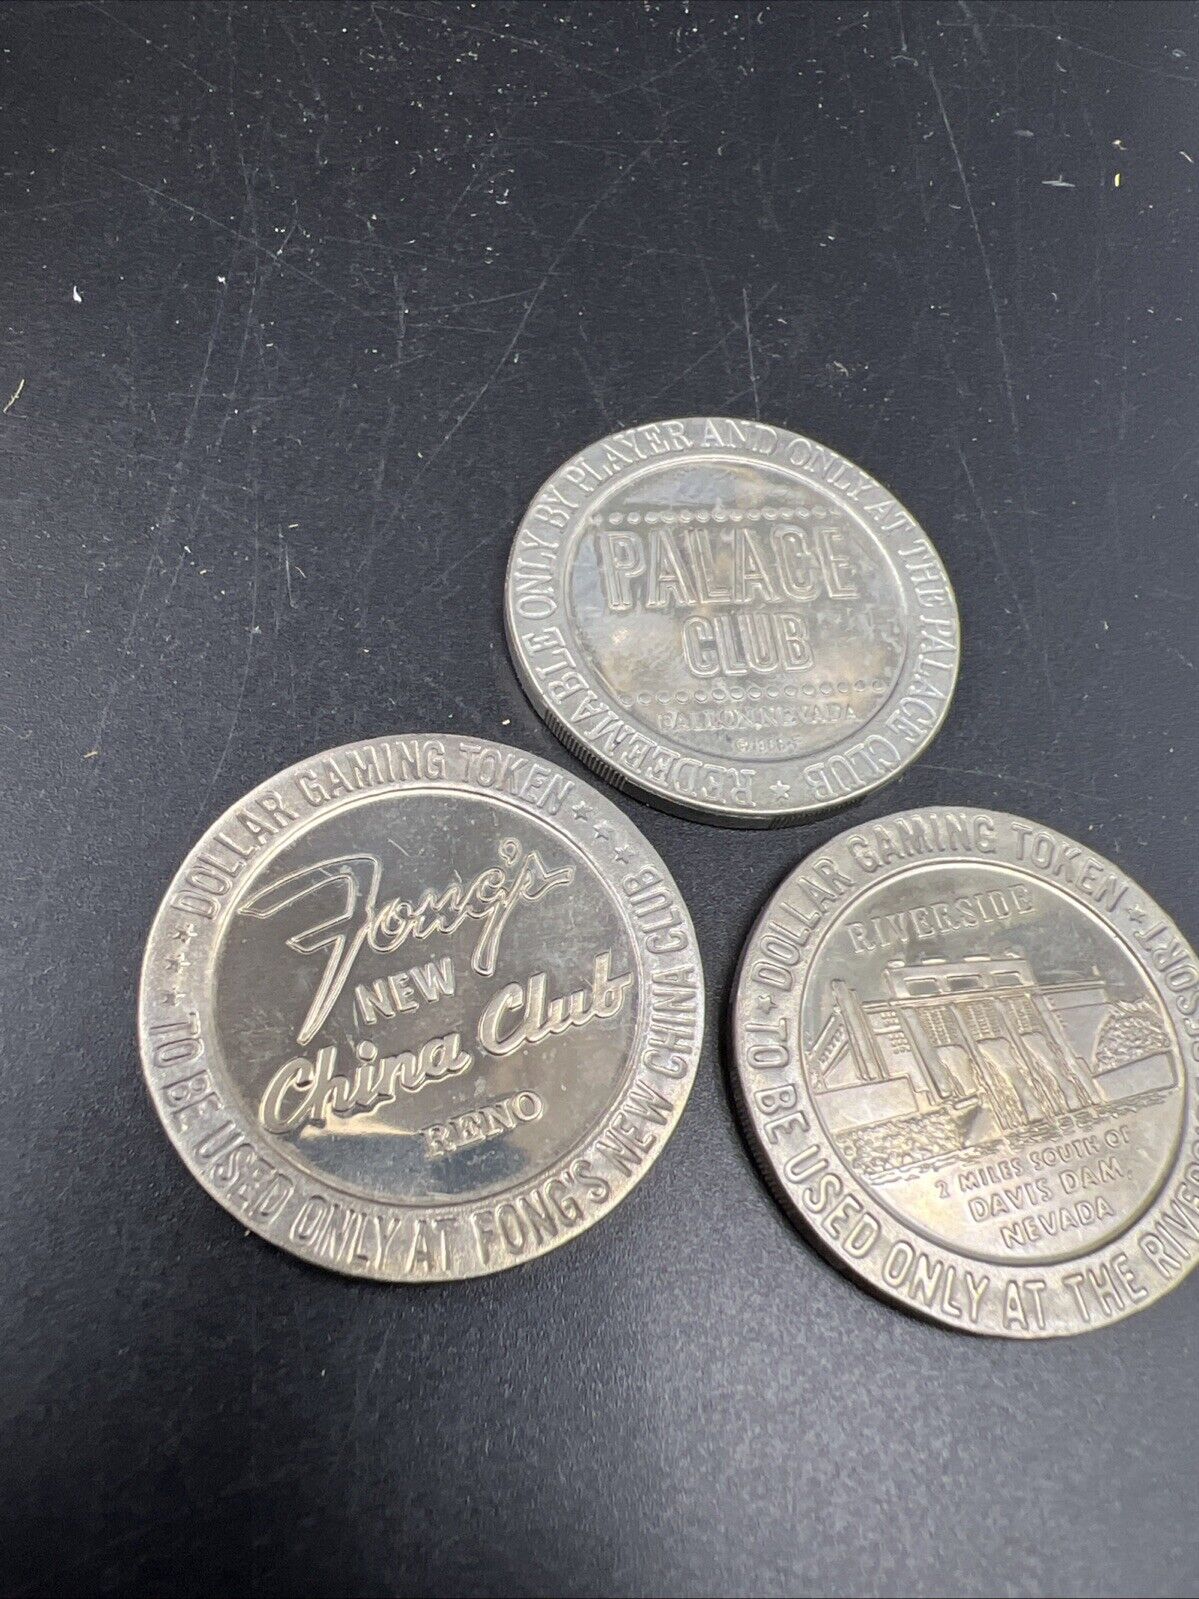 REDEEMABLE ONLY BY PLAYER AND ONLY AT THE PALACE CLUB
PALACE
CLUB
FALLON, NEVADA
DOLLAR GAMING TOKEN
Fong's
NEW
China Club
RENO
TO BE USED ONLY AT FONG'S NEW CHINA CLUB
DOLLAR GAMING TOKEN
RIVERSIDE
2 MILES SOUTH OF
DAVIS DAM,
NEVADA
TO BE USED ONLY AT THE